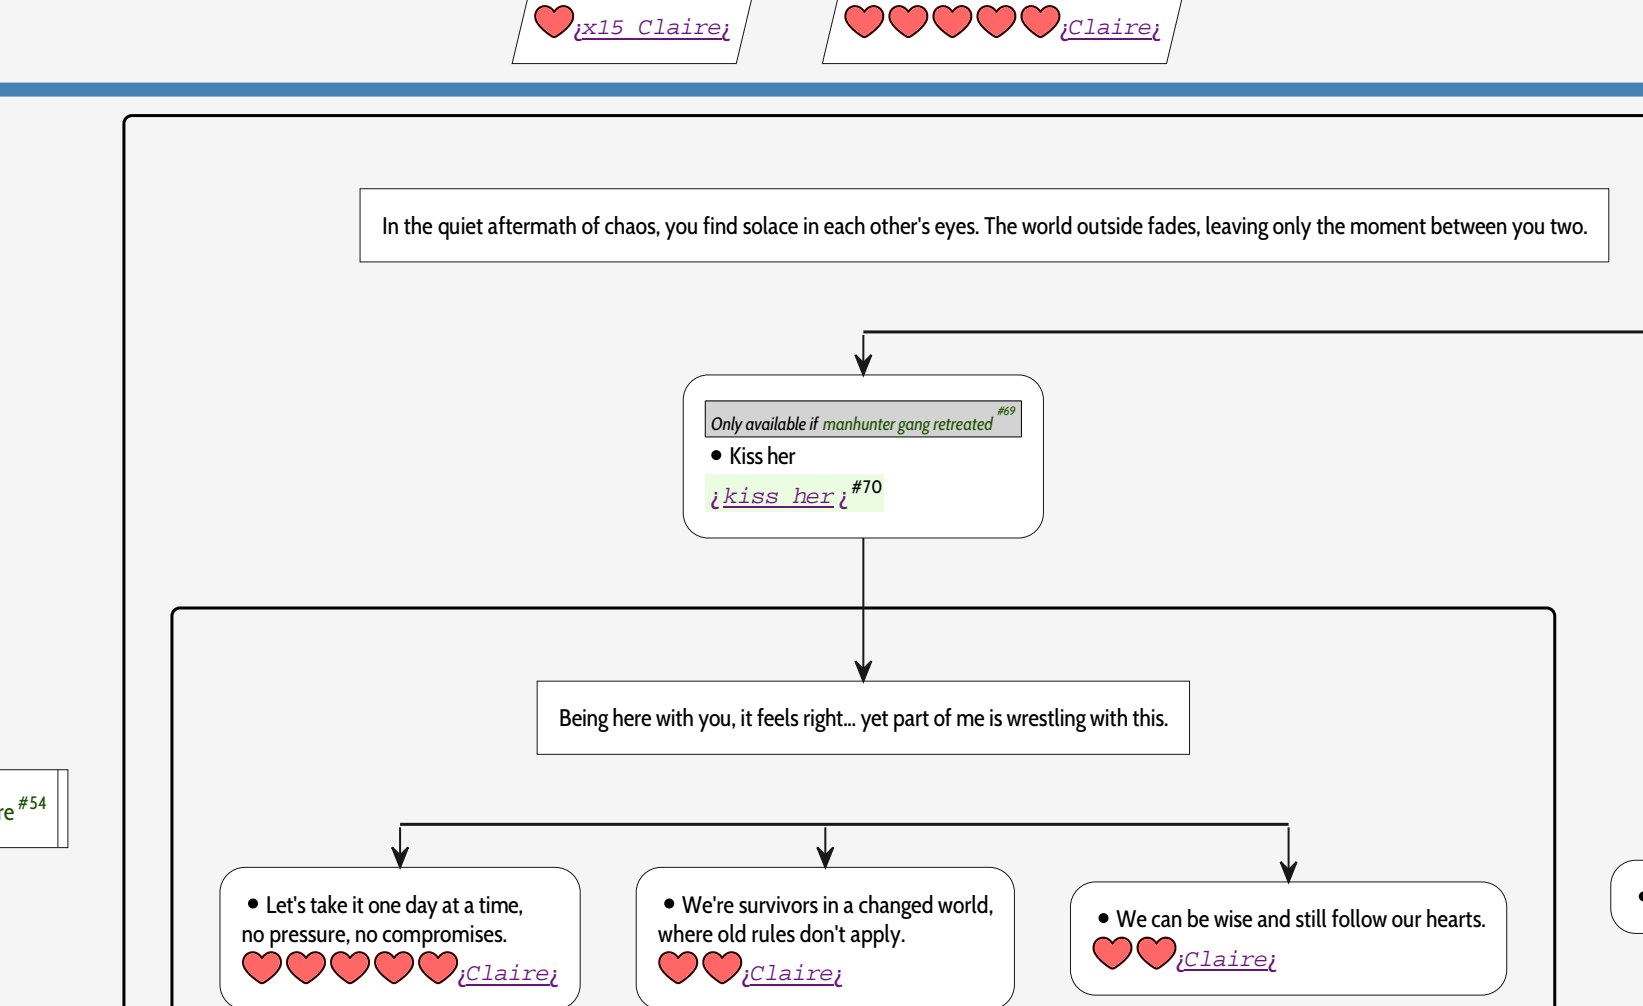 ¿x15 Claire¿
¿Claire¿
In the quiet aftermath of chaos, you find solace in each other's eyes. The world outside fades, leaving only the moment between you two.
Only available if manhunter gang retreated #69
• Kiss her
¿kiss her¿ #70
Being here with you, it feels right... yet part of me is wrestling with this.
re #54
• Let's take it one day at a time,
no pressure, no compromises.
¿Claire¿
• We're survivors in a changed world,
where old rules don't apply.
¿Claire¿
• We can be wise and still follow our hearts.
¿Claire¿